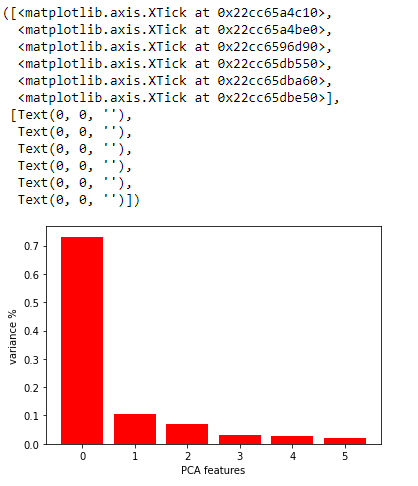 ([<matplotlib.axis.XTick at 0x22cc65a4c10>,
<matplotlib.axis.XTick at 0x22cc65a4be0>,
<matplotlib.axis.XTick at 0x22cc6596d90>,
<matplotlib.axis.XTick at 0x22cc65db550>,
<matplotlib.axis.XTick at 0x22cc65dba60>,
<matplotlib.axis.XTick at 0x22cc65dbe50>],
[Text(0, 0, ''),
Text(0, 0, ''),
Text(0, 0, ''),
Text(0, 0, ''),
Text(0, 0, ''),
Text(0, 0, '')])
0.7
0.6
0.5
0.4
0.3
0.2
0.1
0.0
variance %
0 1 2 3 4 5
PCA features